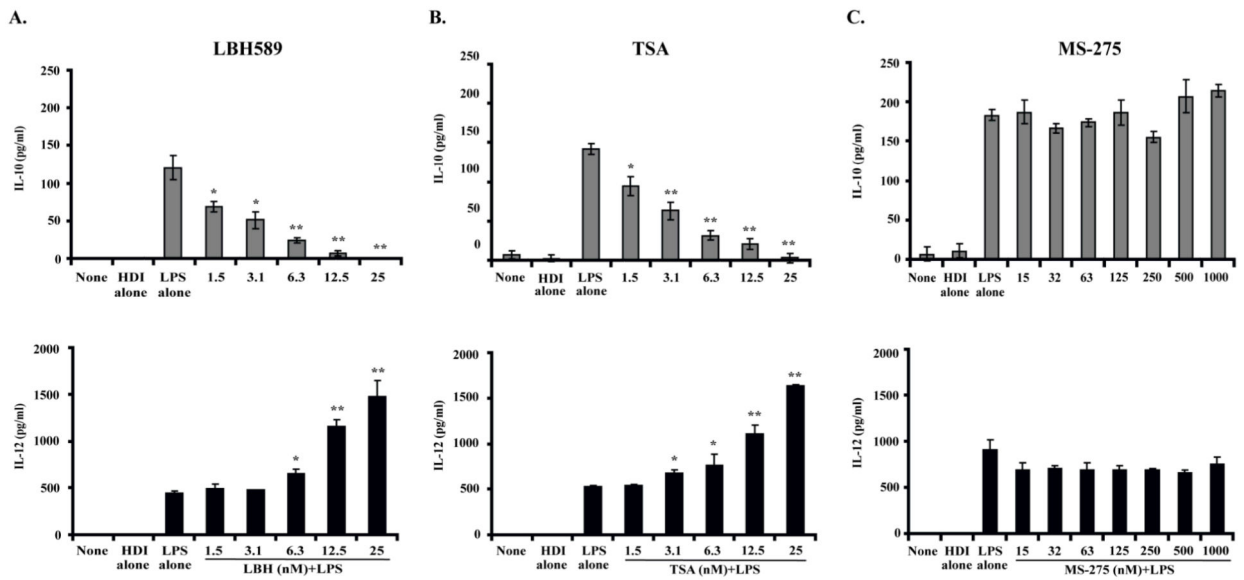 A.
LBH589
IL-10 (pg/ml)
250
200
150
100
50
0
None
HDI
alone
LPS
alone
1.5
3.1
6.3
12.5
25
*
*
**
**
**
IL-12 (pg/ml)
2000
1500
1000
500
0
None
HDI
alone
LPS
alone
1.5
3.1
6.3
12.5
25
*
**
**
LBH (nM)+LPS
B.
TSA
IL-10 (pg/ml)
250
200
150
100
50
0
None
HDI
alone
LPS
alone
1.5
3.1
6.3
12.5
25
*
**
**
**
**
IL-12 (pg/ml)
2000
1500
1000
500
0
None
HDI
alone
LPS
alone
1.5
3.1
6.3
12.5
25
*
*
**
**
TSA (nM)+LPS
C.
MS-275
IL-10 (pg/ml)
250
200
150
100
50
0
None
HDI
alone
LPS
alone
15
32
63
125
250
500
1000
IL-12 (pg/ml)
2000
1500
1000
500
0
None
HDI
alone
LPS
alone
15
32
63
125
250
500
1000
MS-275 (nM)+LPS